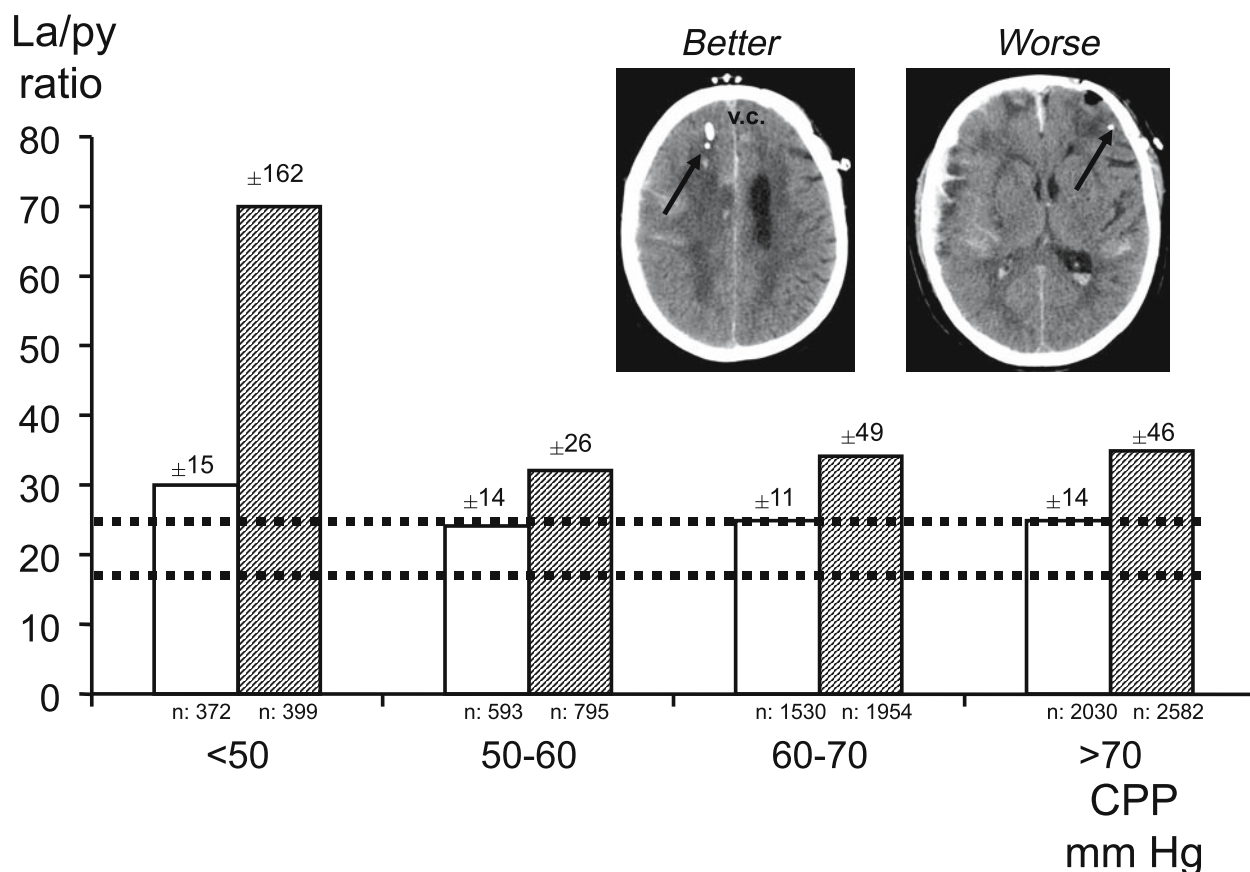 La/py
ratio
Better
Worse
v.c.
80
70
60
50
40
30
20
10
0
±15
±162
±14
±26
±11
±49
±14
±46
n: 372 n: 399
n: 593 n: 795
n: 1530 n: 1954
n: 2030 n: 2582
<50
50-60
60-70
>70
CPP
mm Hg